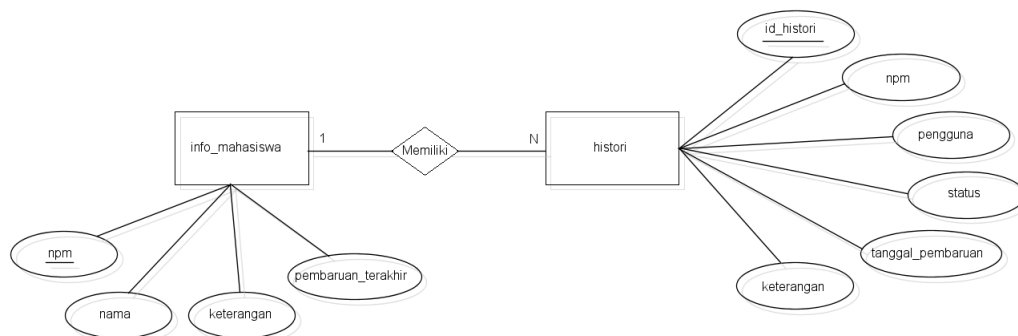 id_histori
npm
pengguna
status
tanggal_pembaruan
keterangan
info_mahasiswa
1
Memiliki
N
histori
npm
nama
keterangan
pembaruan_terakhir